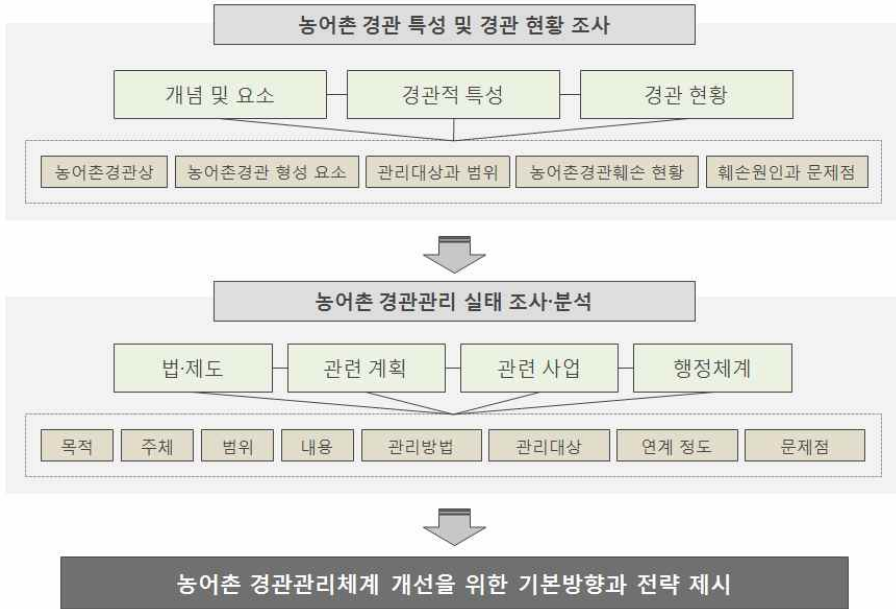 농어촌 경관 특성 및 경관 현황 조사
개념 및 요소 경관적 특성 경관 현황
농어촌경관상 농어촌경관 형성 요소 관리대상과 범위 농어촌경관훼손 현황 훼손원인과 문제점
농어촌 경관관리 실태 조사·분석
법·제도 관련 계획 관련 사업 행정체계
목적 주체 범위 내용 관리방법 관리대상 연계 정도 문제점
농어촌 경관관리체계 개선을 위한 기본방향과 전략 제시